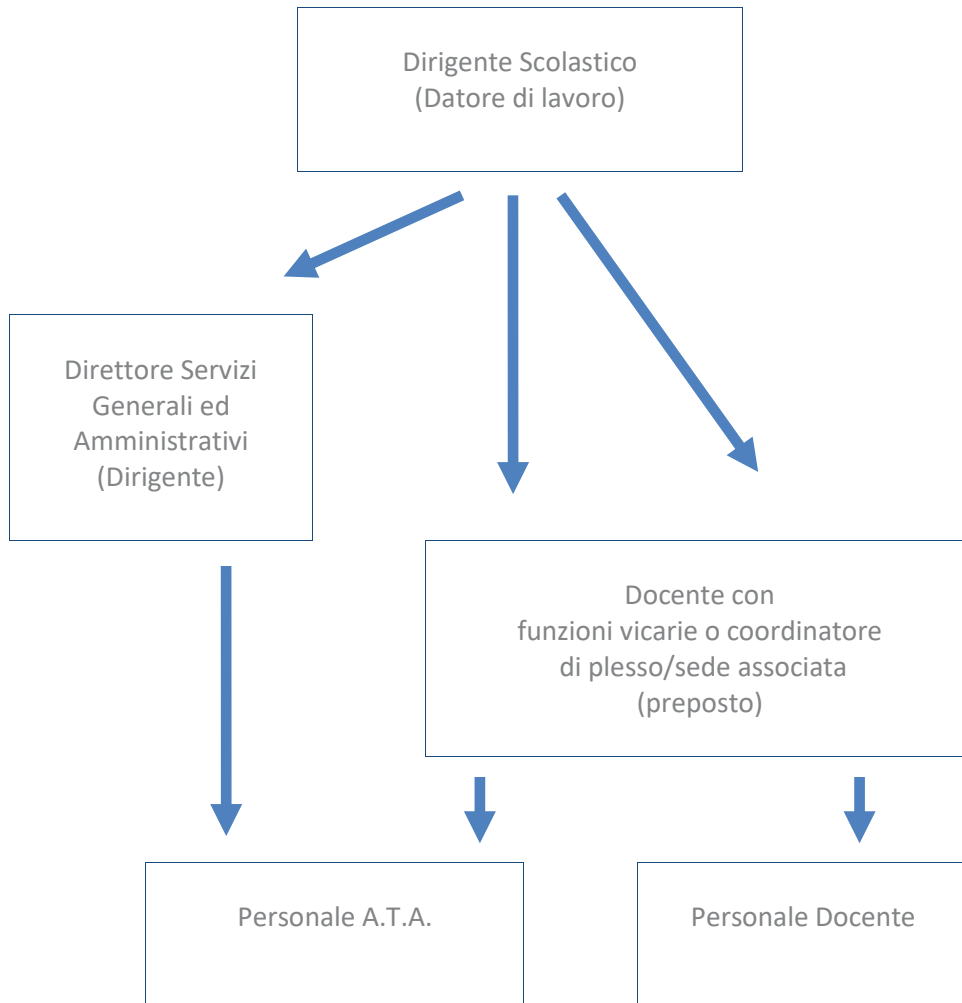 Dirigente Scolastico
(Datore di lavoro)
Direttore Servizi
Generali ed
Amministrativi
(Dirigente)
Docente con
funzioni vicarie o coordinatore
di plesso/sede associata
(preposto)
Personale A.T.A.
Personale Docente